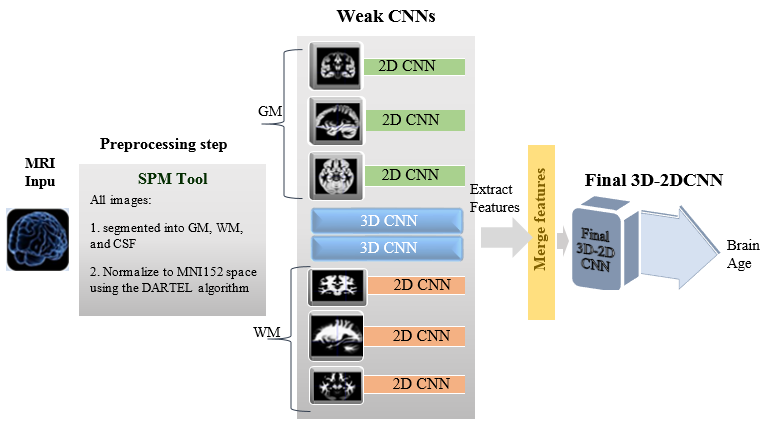 Weak CNNs
MRI
Inpu
Preprocessing step
SPM Tool
All images:
1. segmented into GM, WM,
and CSF
2. Normalize to MNI152 space
using the DARTEL algorithm
GM
2D CNN
2D CNN
2D CNN
3D CNN
3D CNN
WM
2D CNN
2D CNN
2D CNN
Extract
Features
Merge features
Final 3D-2DCNN
Final
3D-2D
CNN
Brain
Age